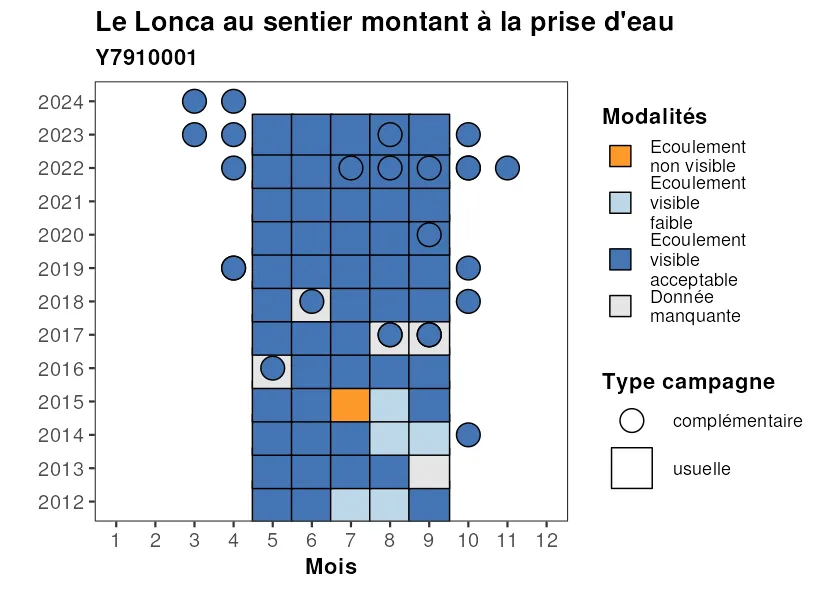 Le Lonca au sentier montant à la prise d'eau
Y7910001
2024
2023
2022
2021
2020
2019
2018
2017
2016
2015
2014
2013
2012
1 2 3 4 5 6 7 8 9 10 11 12
Mois
Modalités
Ecoulement
non visible
Ecoulement
visible
faible
Ecoulement
visible
acceptable
Donnée
manquante
Type campagne
complémentaire
usuelle